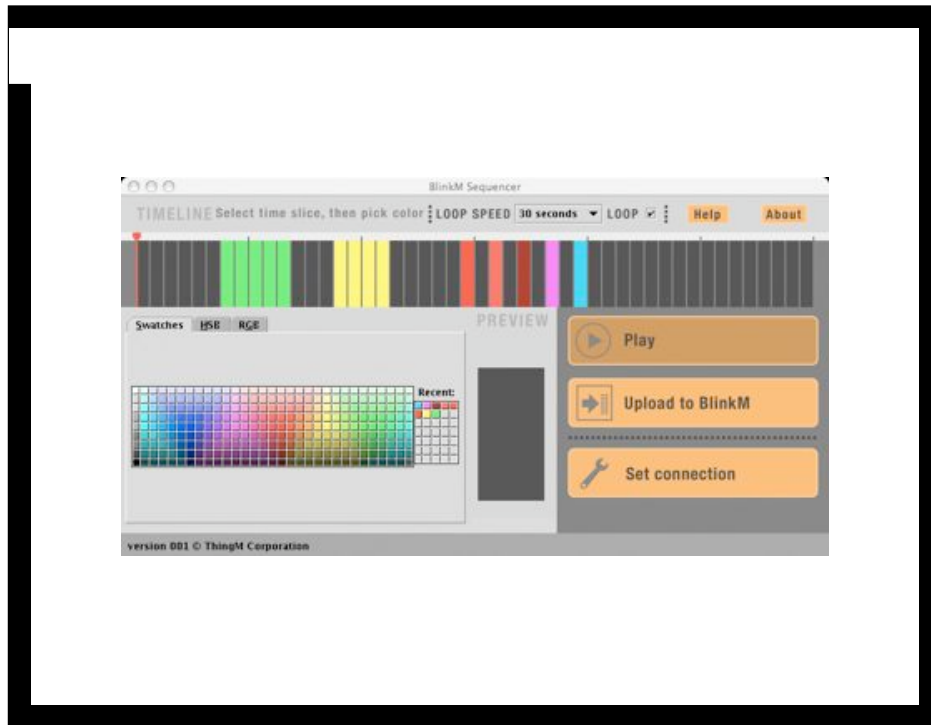 BlinkM Sequencer
TIMELINE Select time slice, then pick color LOOP SPEED 30 seconds LOOP Help About
Swatches HSB RGB
PREVIEW
Play
Recent:
Upload to BlinkM
Set connection
version 001 © ThingM Corporation